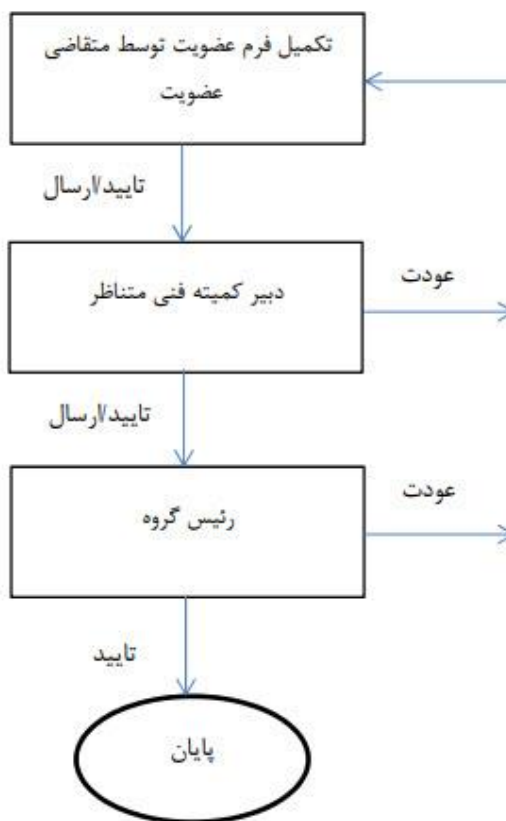 تکمیل فرم عضویت توسط متقاضی
عضویت
تایید/ارسال
دبیر کمیته فنی متناظر
عودت
تایید/ارسال
رئیس گروه
عودت
تایید
پایان